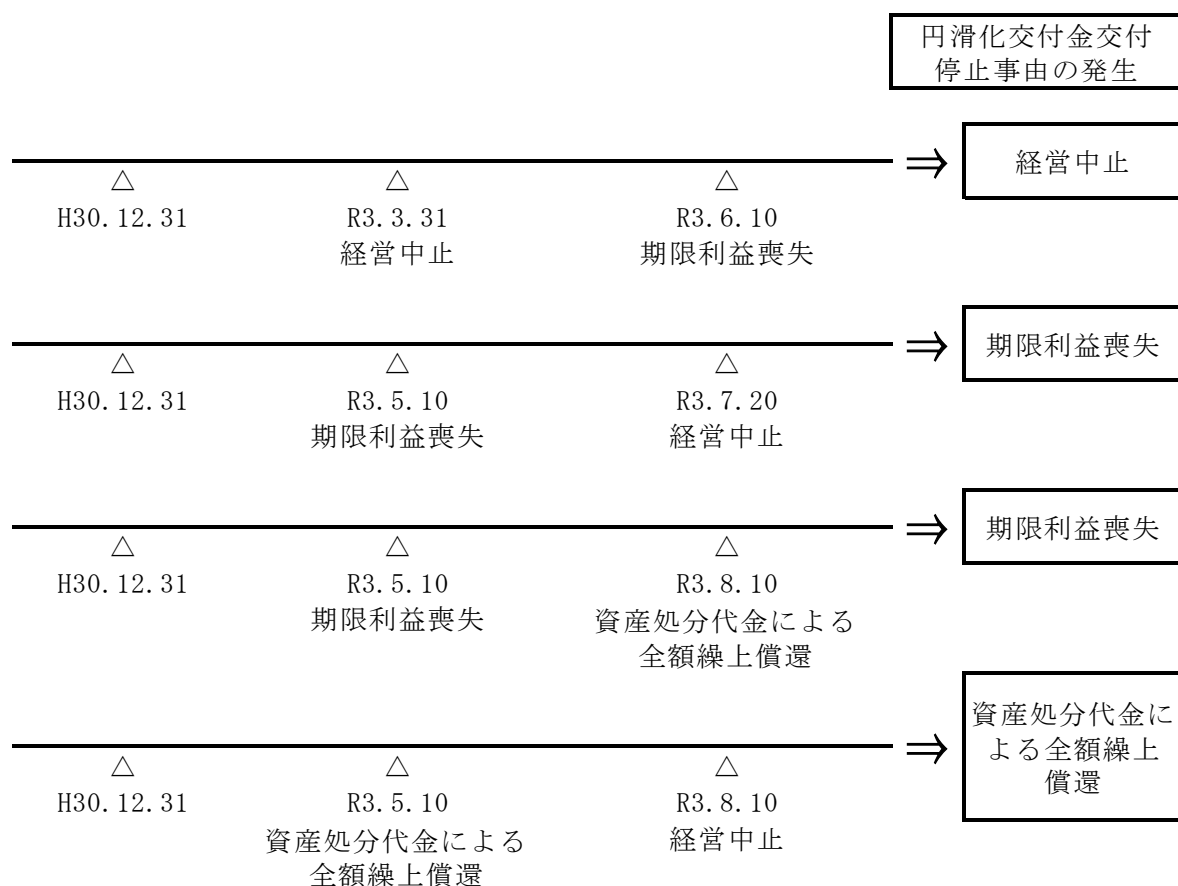 円滑化交付金交付
停止事由の発生
⇒ 経営中止
△ △ △
H30.12.31 R3.3.31 R3.6.10
経営中止 期限利益喪失
⇒ 期限利益喪失
△ △ △
H30.12.31 R3.5.10 R3.7.20
期限利益喪失 経営中止
⇒ 期限利益喪失
△ △ △
H30.12.31 R3.5.10 R3.8.10
期限利益喪失 資産処分代金による
全額繰上償還
資産処分代金に
⇒ よる全額繰上
償還
△ △ △
H30.12.31 R3.5.10 R3.8.10
資産処分代金による 経営中止
全額繰上償還